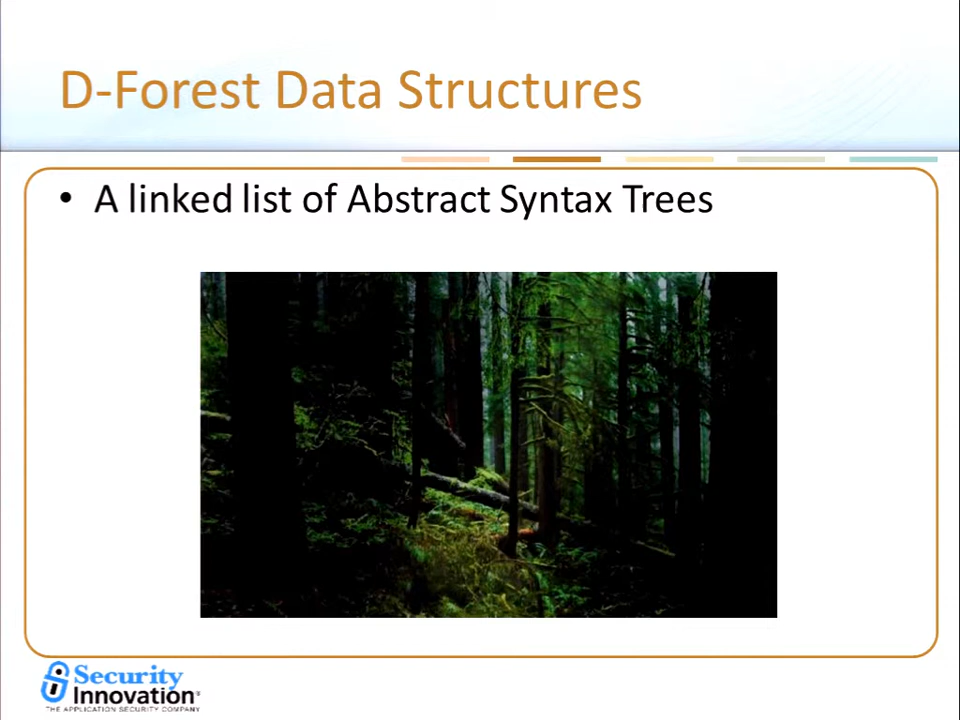 D-Forest Data Structures
• A linked list of Abstract Syntax Trees
Security
Innovation®
THE APPLICATION SECURITY COMPANY